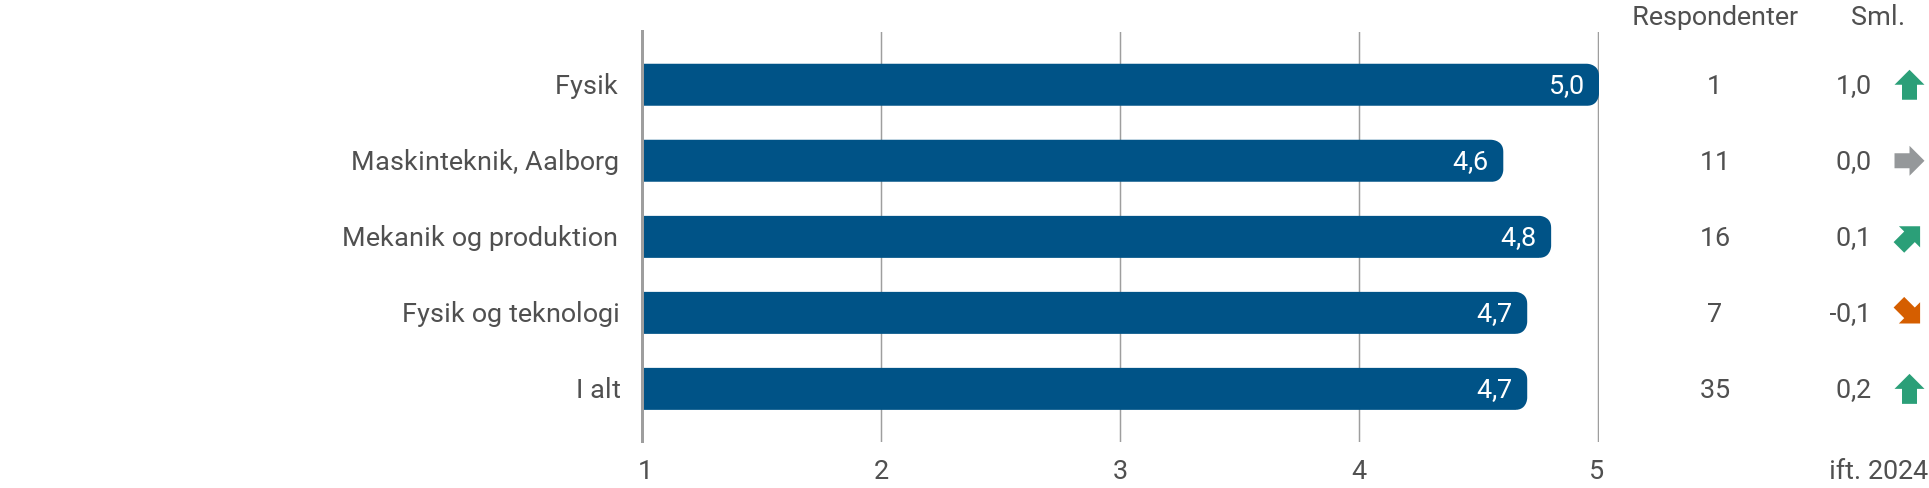 Respondenter Sml.
Fysik 5,0 1 1,0
Maskinteknik, Aalborg 4,6 11 0,0
Mekanik og produktion 4,8 16 0,1
Fysik og teknologi 4,7 7 -0,1
I alt 4,7 35 0,2
1 2 3 4 5 ift. 2024